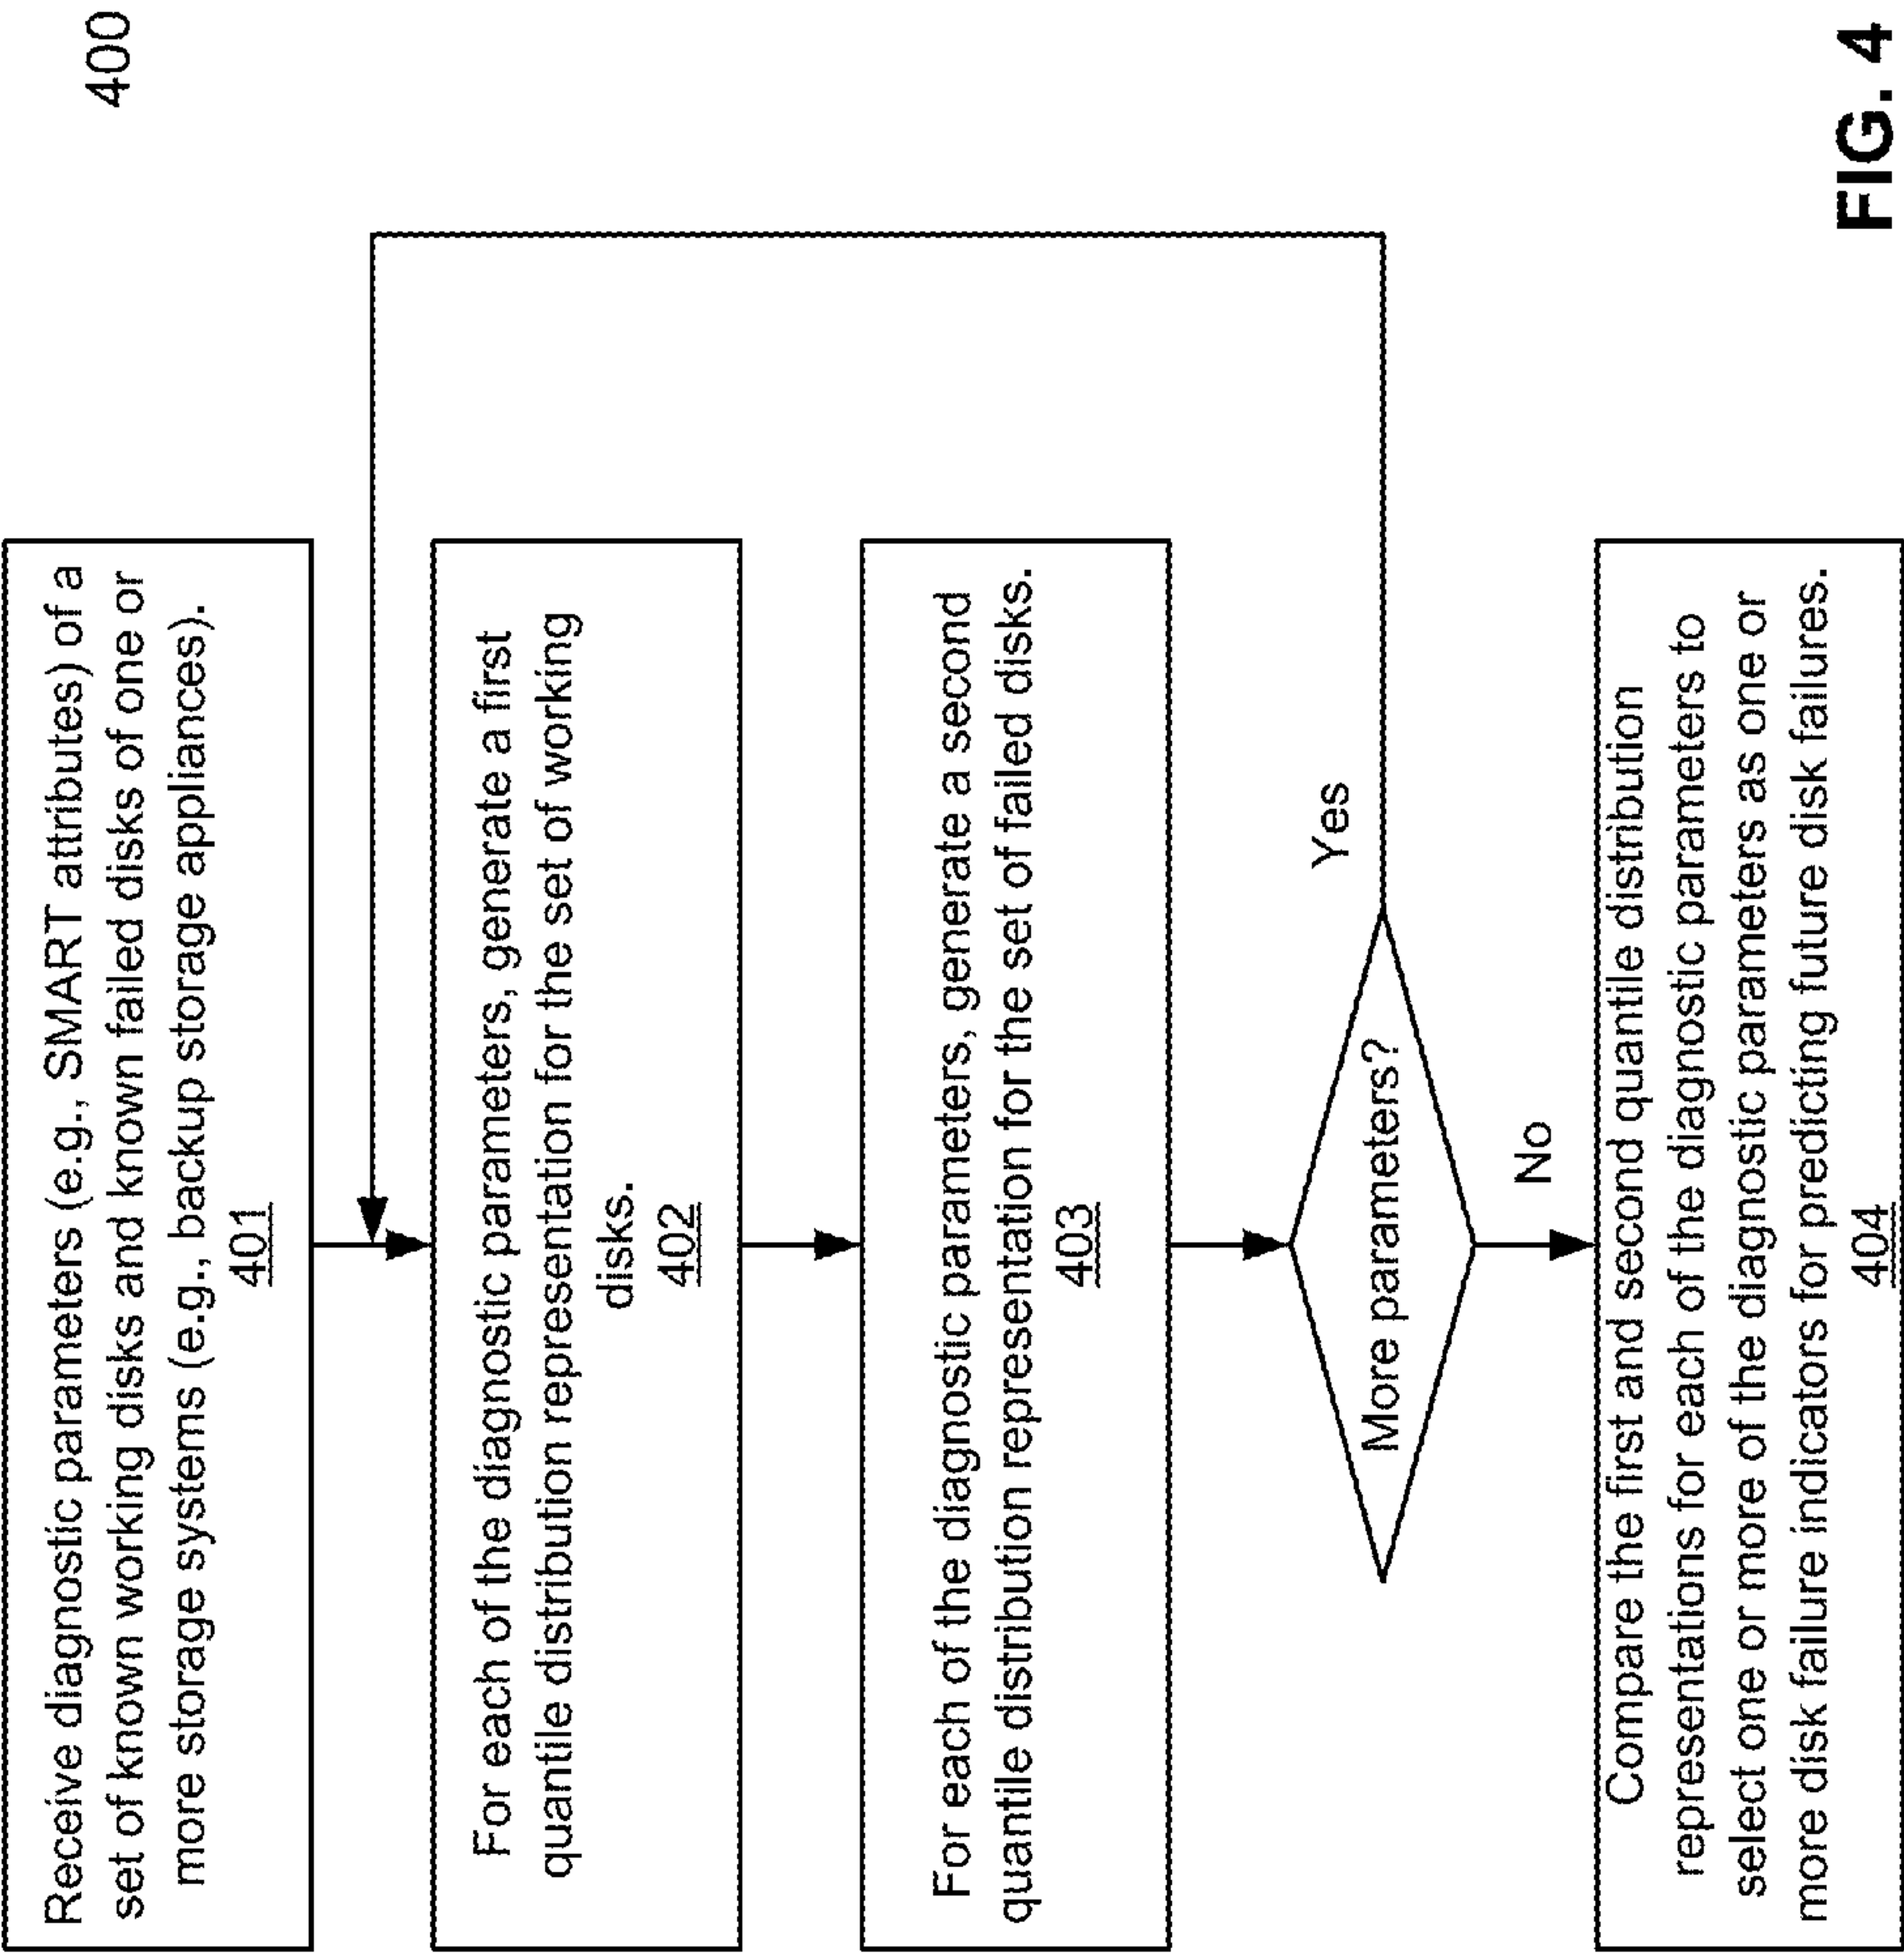 400
Receive diagnostic parameters (e.g., SMART attributes) of a
set of known working disks and known failed disks of one or
more storage systems (e.g., backup storage appliances).
401
For each of the diagnostic parameters, generate a first
quantile distribution representation for the set of working
disks.
402
For each of the diagnostic parameters, generate a second
quantile distribution representation for the set of failed disks.
403
More parameters?
Yes
No
Compare the first and second quantile distribution
representations for each of the diagnostic parameters to
select one or more of the diagnostic parameters as one or
more disk failure indicators for predicting future disk failures.
404
FIG. 4